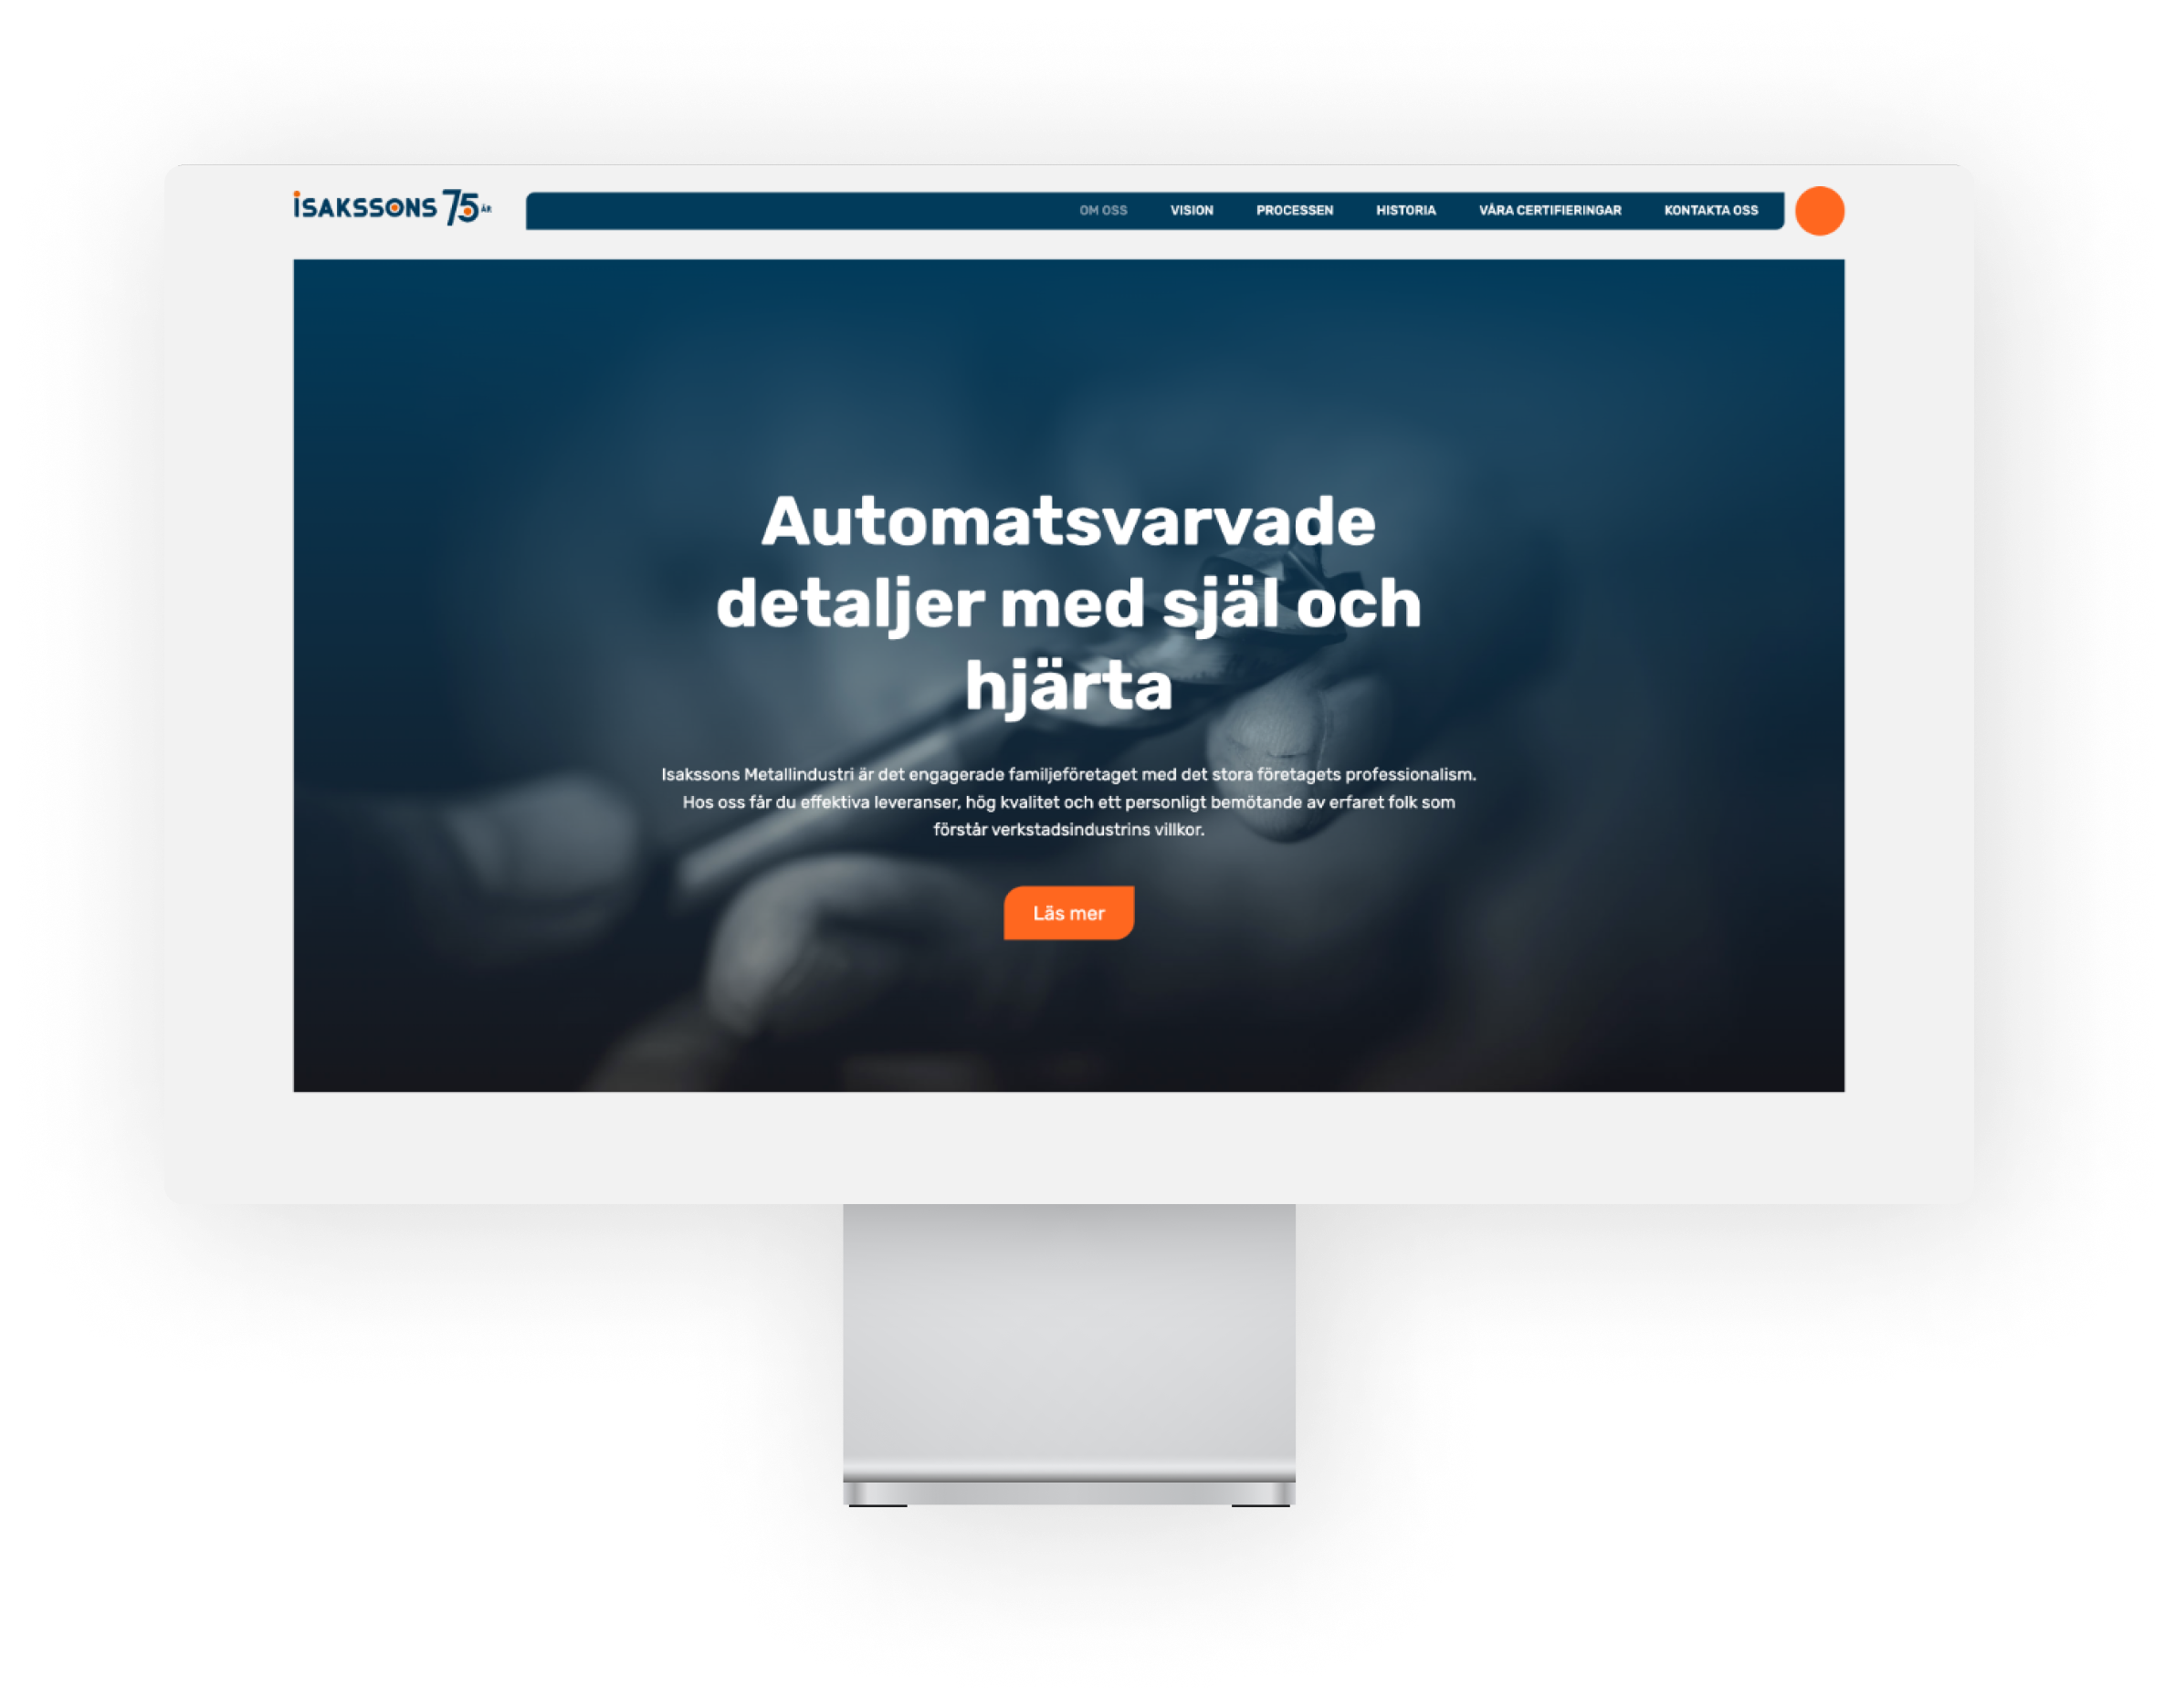 ISAKSSONS 75 ÅR
OM OSS VISION PROCESSEN HISTORIA VÅRA CERTIFIERINGAR KONTAKTA OSS
Automatsvarvade
detaljer med själ och
hjärta
Isakssons Metallindustri är det engagerade familjeföretaget med det stora företagets professionalism.
Hos oss får du effektiva leveranser, hög kvalitet och ett personligt bemötande av erfaret folk som
förstår verkstadsindustrins villkor.
Läs mer